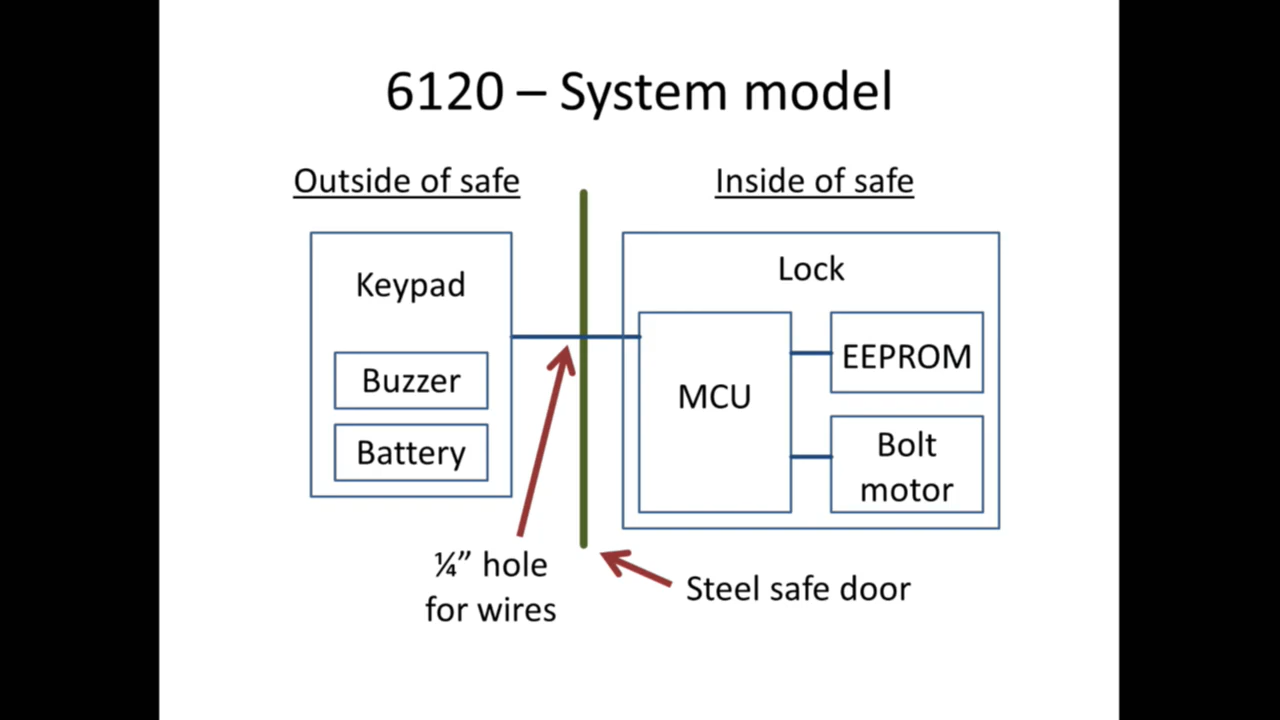 6120 – System model
Outside of safe
Inside of safe
Keypad
Buzzer
Battery
Lock
MCU
EEPROM
Bolt
motor
¼” hole
for wires
Steel safe door